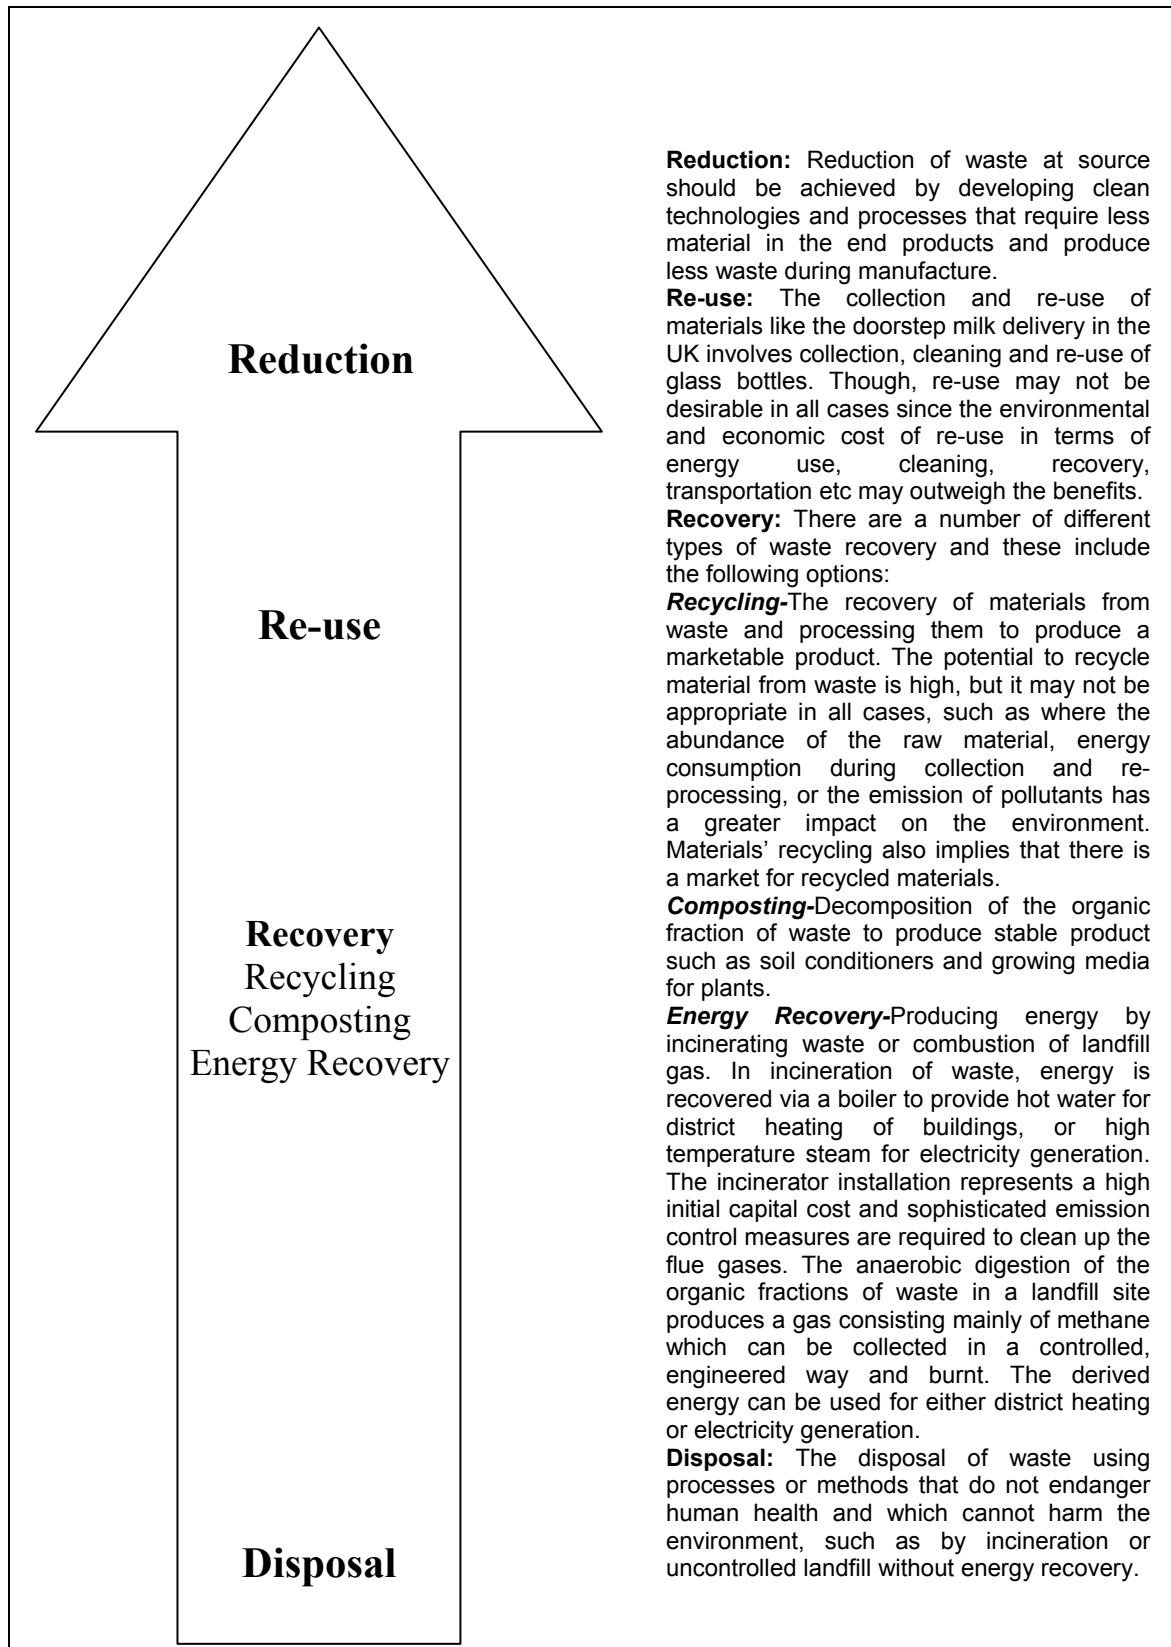 Reduction
Re-use
Recovery
Recycling
Composting
Energy Recovery
Disposal
Reduction: Reduction of waste at source
should be achieved by developing clean
technologies and processes that require less
material in the end products and produce
less waste during manufacture.
Re-use: The collection and re-use of
materials like the doorstep milk delivery in the
UK involves collection, cleaning and re-use of
glass bottles. Though, re-use may not be
desirable in all cases since the environmental
and economic cost of re-use in terms of
energy use, cleaning, recovery,
transportation etc may outweigh the benefits.
Recovery: There are a number of different
types of waste recovery and these include
the following options:
Recycling-The recovery of materials from
waste and processing them to produce a
marketable product. The potential to recycle
material from waste is high, but it may not be
appropriate in all cases, such as where the
abundance of the raw material, energy
consumption during collection and re-
processing, or the emission of pollutants has
a greater impact on the environment.
Materials’ recycling also implies that there is
a market for recycled materials.
Composting-Decomposition of the organic
fraction of waste to produce stable product
such as soil conditioners and growing media
for plants.
Energy Recovery-Producing energy by
incinerating waste or combustion of landfill
gas. In incineration of waste, energy is
recovered via a boiler to provide hot water for
district heating of buildings, or high
temperature steam for electricity generation.
The incinerator installation represents a high
initial capital cost and sophisticated emission
control measures are required to clean up the
flue gases. The anaerobic digestion of the
organic fractions of waste in a landfill site
produces a gas consisting mainly of methane
which can be collected in a controlled,
engineered way and burnt. The derived
energy can be used for either district heating
or electricity generation.
Disposal: The disposal of waste using
processes or methods that do not endanger
human health and which cannot harm the
environment, such as by incineration or
uncontrolled landfill without energy recovery.